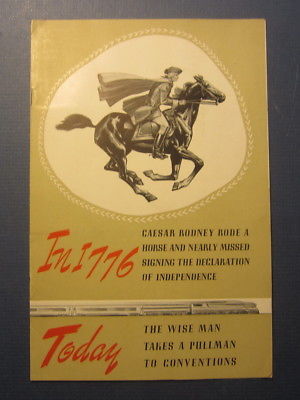 In 1776
CAESAR RODNEY RODE A
HORSE AND NEARLY MISSED
SIGNING THE DECLARATION
OF INDEPENDENCE
Today
THE WISE MAN
TAKES A PULLMAN
TO CONVENTIONS